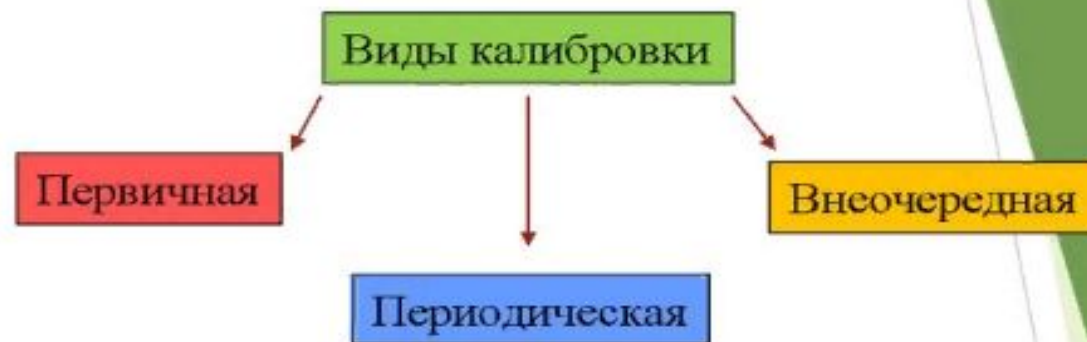 Виды калибровки
Первичная
Внеочередная
Периодическая